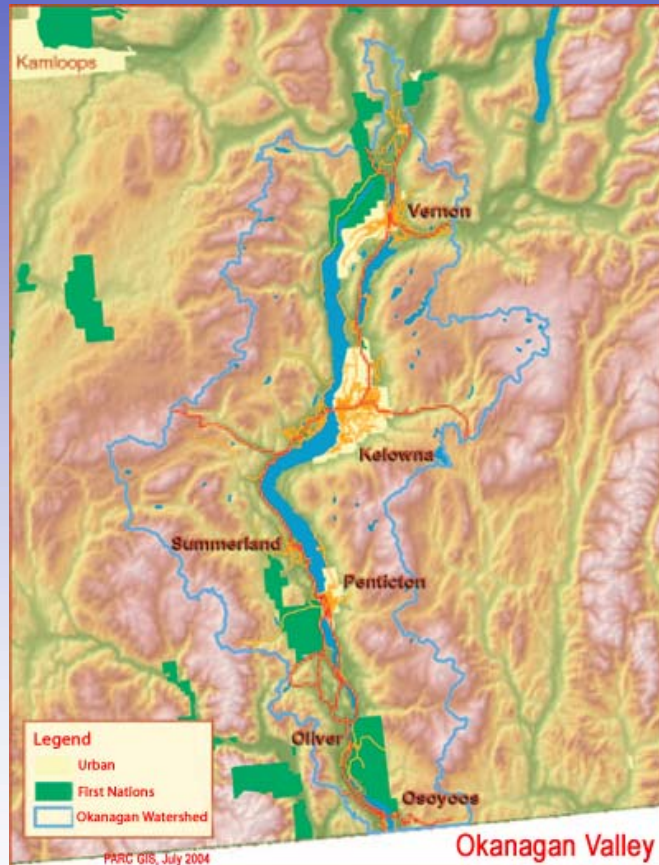 Kamloops
Vernon
Kelowna
Summerland
Penticton
Oliver
Osoyoos
Legend
Urban
First Nations
Okanagan Watershed
PARC GIS, July 2004
Okanagan Valley